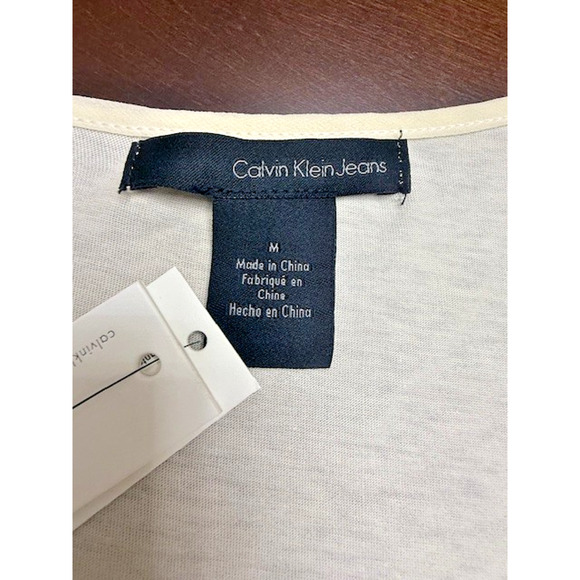 Calvin Klein Jeans
M
Made in China
Fabriqué en
Chine
Hecho en China